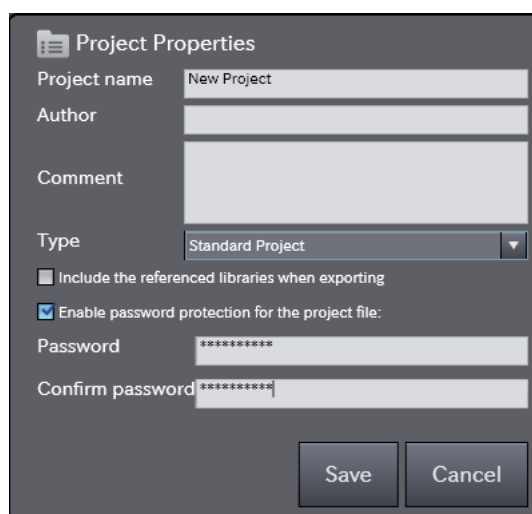 Project Properties
Project name New Project
Author
Comment
Type Standard Project
Include the referenced libraries when exporting
Enable password protection for the project file:
Password **********
Confirm password **********
Save Cancel